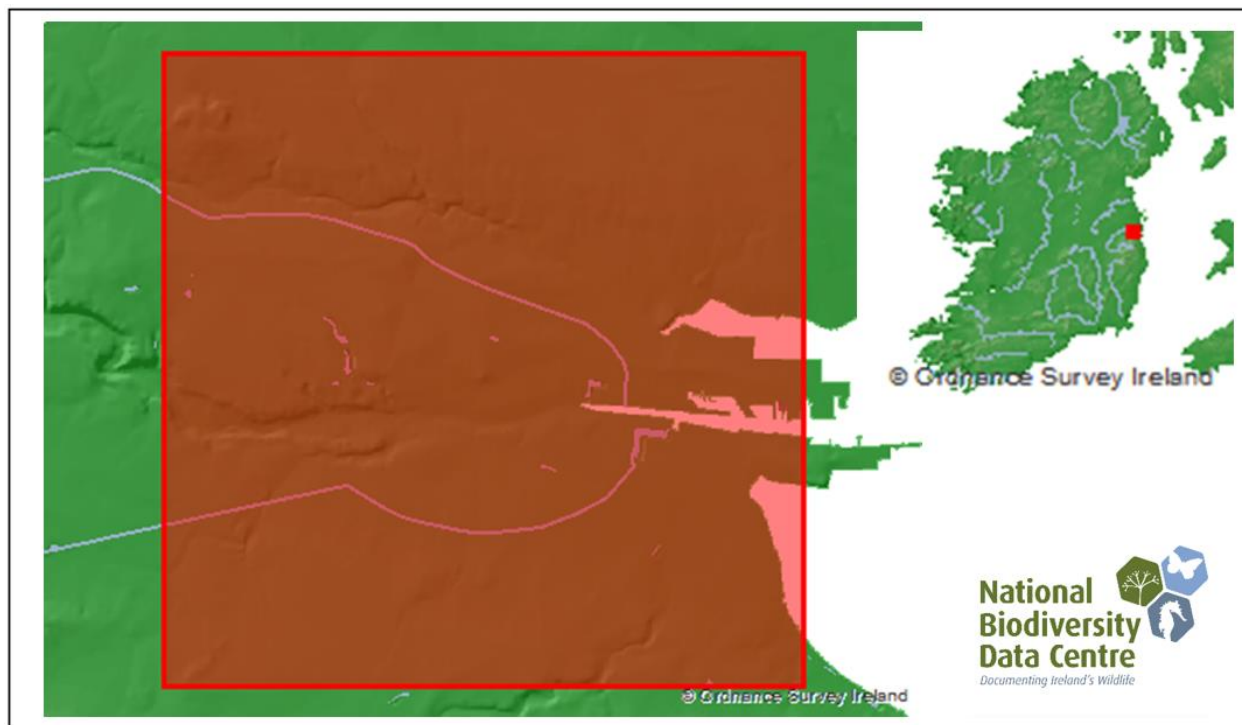 © Ordnance Survey Ireland
National
Biodiversity
Data Centre
Documenting Ireland's Wildlife
© Ordnance Survey Ireland